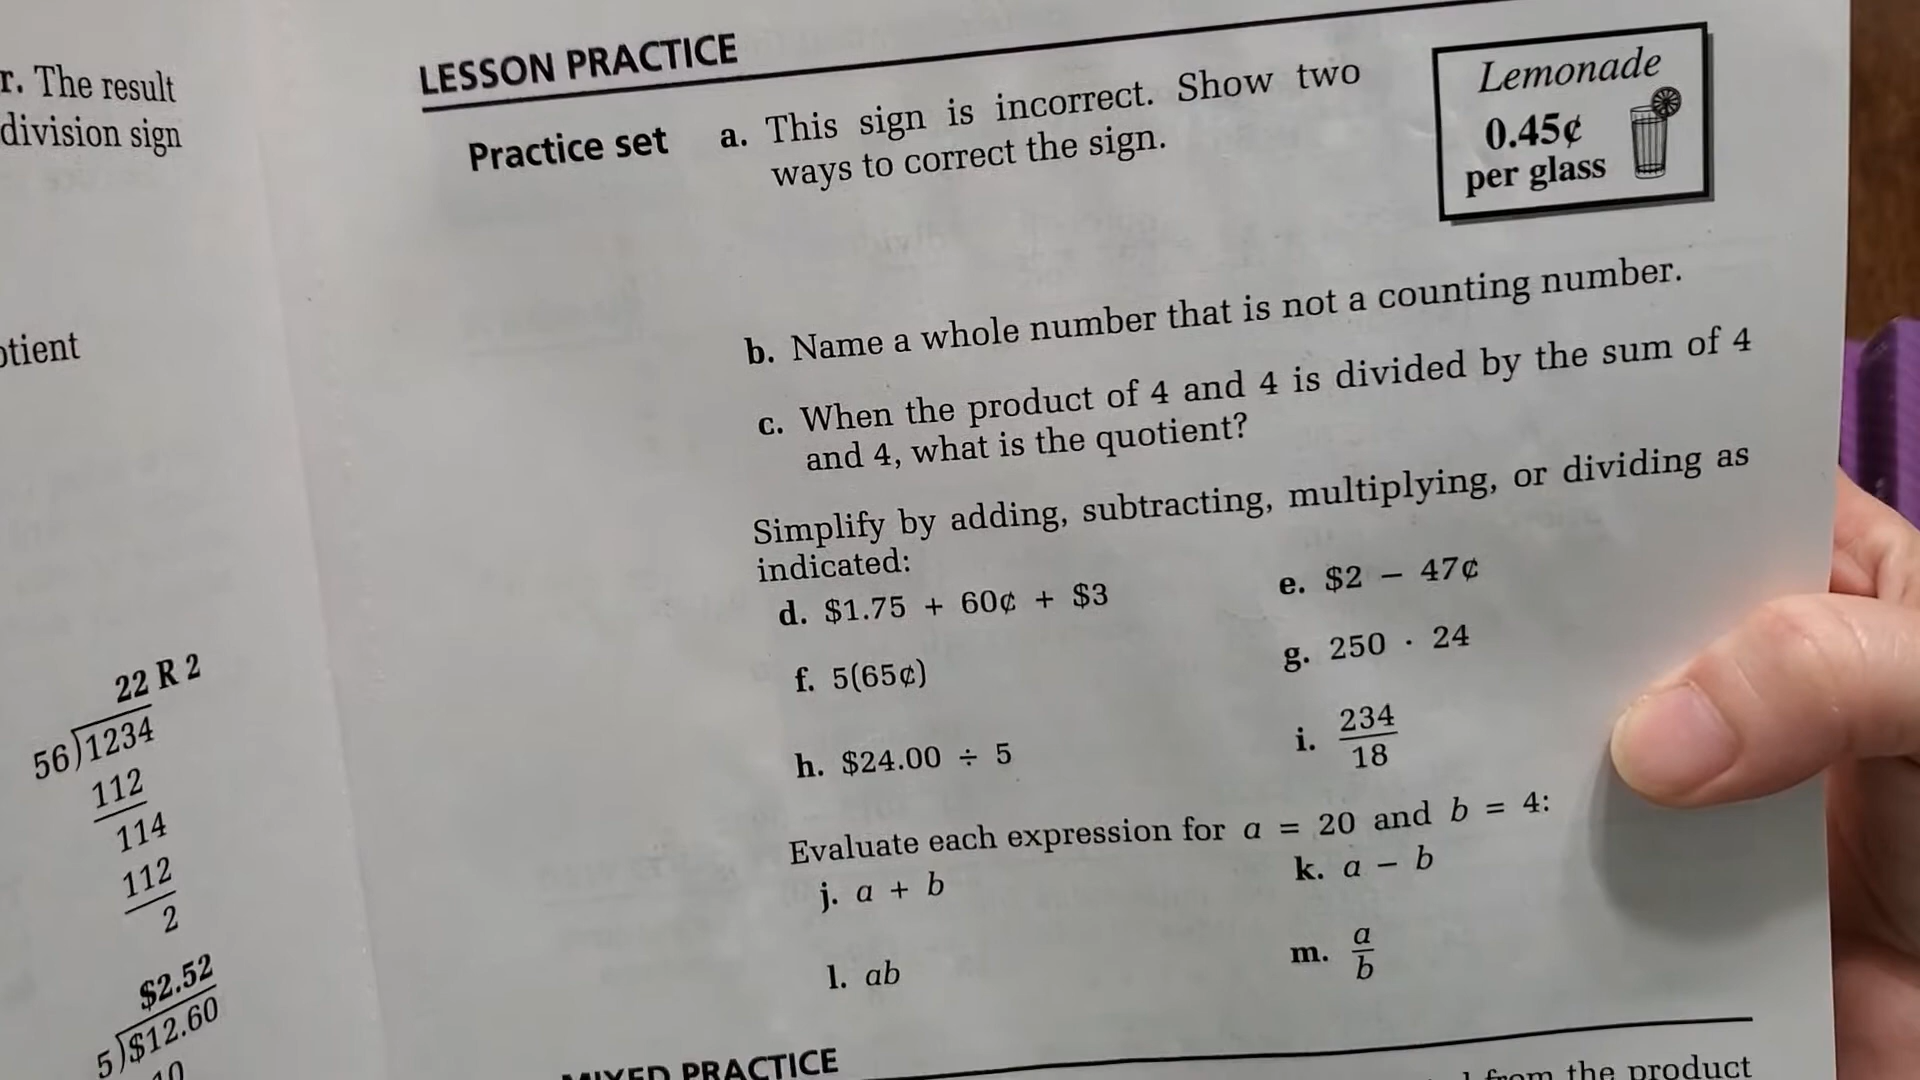 r. The result
division sign
otient
22 R 2
56)1234
112
114
112
2
$2.52
5)$12.60
10
LESSON PRACTICE
Practice set
a. This sign is incorrect. Show two
ways to correct the sign.
Lemonade
0.45¢
per glass
b. Name a whole number that is not a counting number.
c. When the product of 4 and 4 is divided by the sum of 4
and 4, what is the quotient?
Simplify by adding, subtracting, multiplying, or dividing as
indicated:
d. $1.75 + 60¢ + $3
e. $2 − 47¢
f. 5(65¢)
g. 250 · 24
h. $24.00 ÷ 5
i. 234/18
Evaluate each expression for a = 20 and b = 4:
j. a + b
k. a − b
l. ab
m. a/b
MIXED PRACTICE
from the product